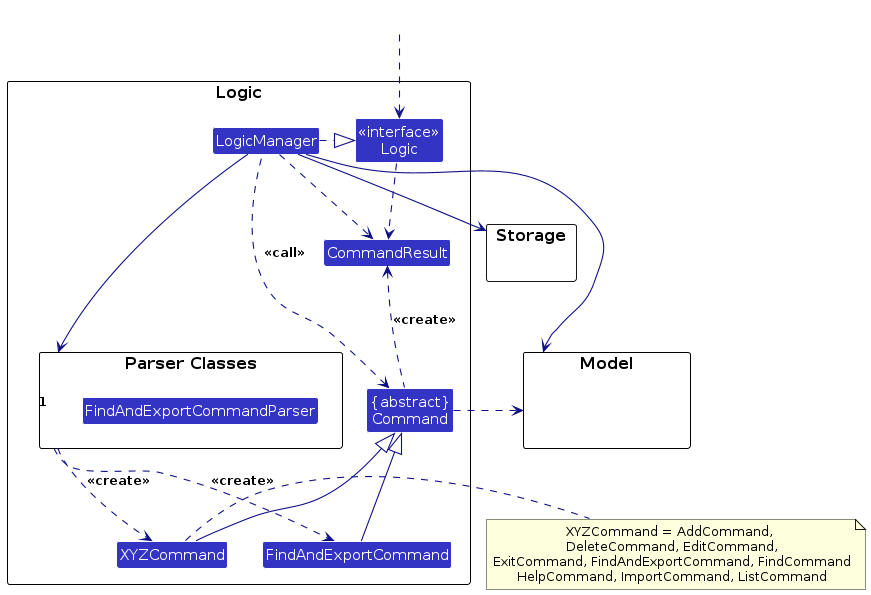 Logic
«interface»
Logic
LogicManager
Storage
CommandResult
«call»
«create»
Parser Classes
Model
1
FindAndExportCommandParser
{abstract}
Command
«create»
«create»
XYZCommand
FindAndExportCommand
XYZCommand = AddCommand,
DeleteCommand, EditCommand,
ExitCommand, FindAndExportCommand, FindCommand
HelpCommand, ImportCommand, ListCommand